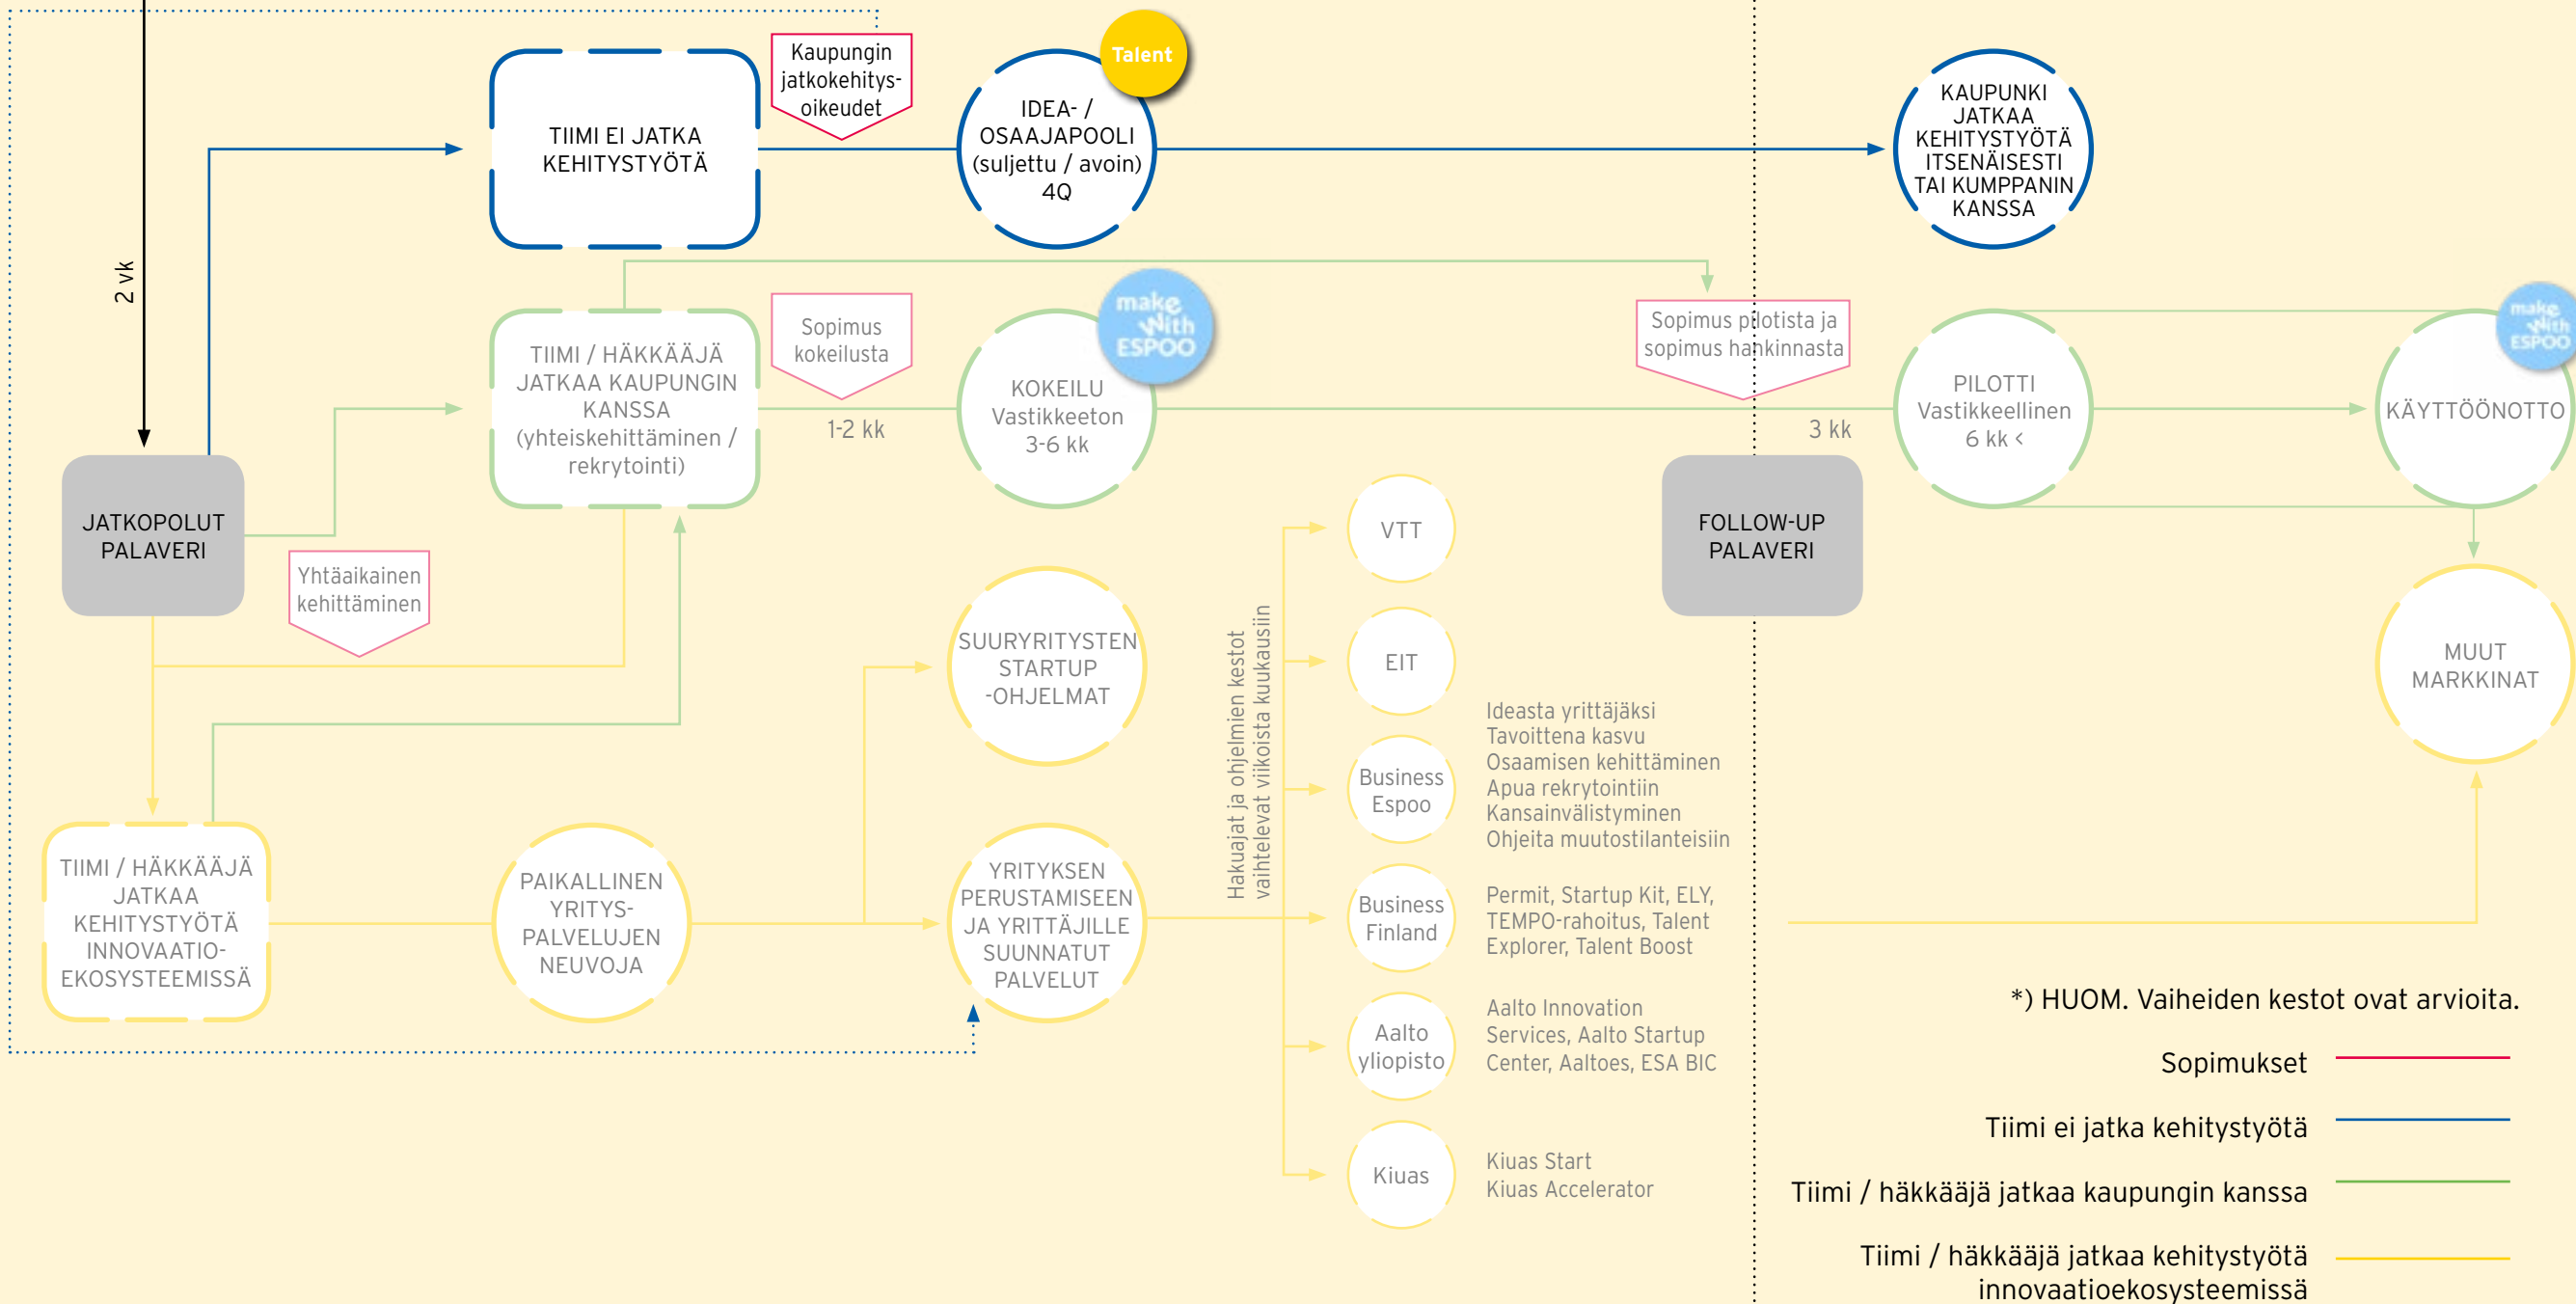 Kaupungin
jatkokehitys-
oikeudet
Talent
TIIMI EI JATKA
KEHITYSTYÖTÄ
IDEA- /
OSAAJAPOOLI
(suljettu / avoin)
4Q
KAUPUNKI
JATKAA
KEHITYSTYÖTÄ
ITSENÄISESTI
TAI KUMPPANIN
KANSSA
2 vk
TIIMI / HÄKKÄÄJÄ
JATKAA KAUPUNGIN
KANSSA
(yhteiskehittäminen /
rekrytointi)
Sopimus
kokeilusta
1-2 kk
make
with
ESPOO
KOKEILU
Vastikkeeton
3-6 kk
Sopimus pilotista ja
sopimus hankinnasta
3 kk
PILOTTI
Vastikkeellinen
6 kk <
make
with
ESPOO
KÄYTTÖÖNOTTO
JATKOPOLUT
PALAVERI
Yhtäaikainen
kehittäminen
FOLLOW-UP
PALAVERI
SUURYRITYSTEN
STARTUP
-OHJELMAT
Hakuajat ja ohjelmien kestot
vaihtelevat viikoista kuukausiin
VTT
EIT
MUUT
MARKKINAT
Business
Espoo
Ideasta yrittäjäksi
Tavoittena kasvu
Osaamisen kehittäminen
Apua rekrytointiin
Kansainvälistyminen
Ohjeita muutostilanteisiin
TIIMI / HÄKKÄÄJÄ
JATKAA
KEHITYSTYÖTÄ
INNOVAATIO-
EKOSYSTEEMISSÄ
PAIKALLINEN
YRITYS-
PALVELUJEN
NEUVOJA
YRITYKSEN
PERUSTAMISEEN
JA YRITTÄJILLE
SUUNNATUT
PALVELUT
Business
Finland
Permit, Startup Kit, ELY,
TEMPO-rahoitus, Talent
Explorer, Talent Boost
Aalto
yliopisto
Aalto Innovation
Services, Aalto Startup
Center, Aaltoes, ESA BIC
Kiuas
Kiuas Start
Kiuas Accelerator
*) HUOM. Vaiheiden kestot ovat arvioita.
Sopimukset
Tiimi ei jatka kehitystyötä
Tiimi / häkkääjä jatkaa kaupungin kanssa
Tiimi / häkkääjä jatkaa kehitystyötä
innovaatioekosysteemissä